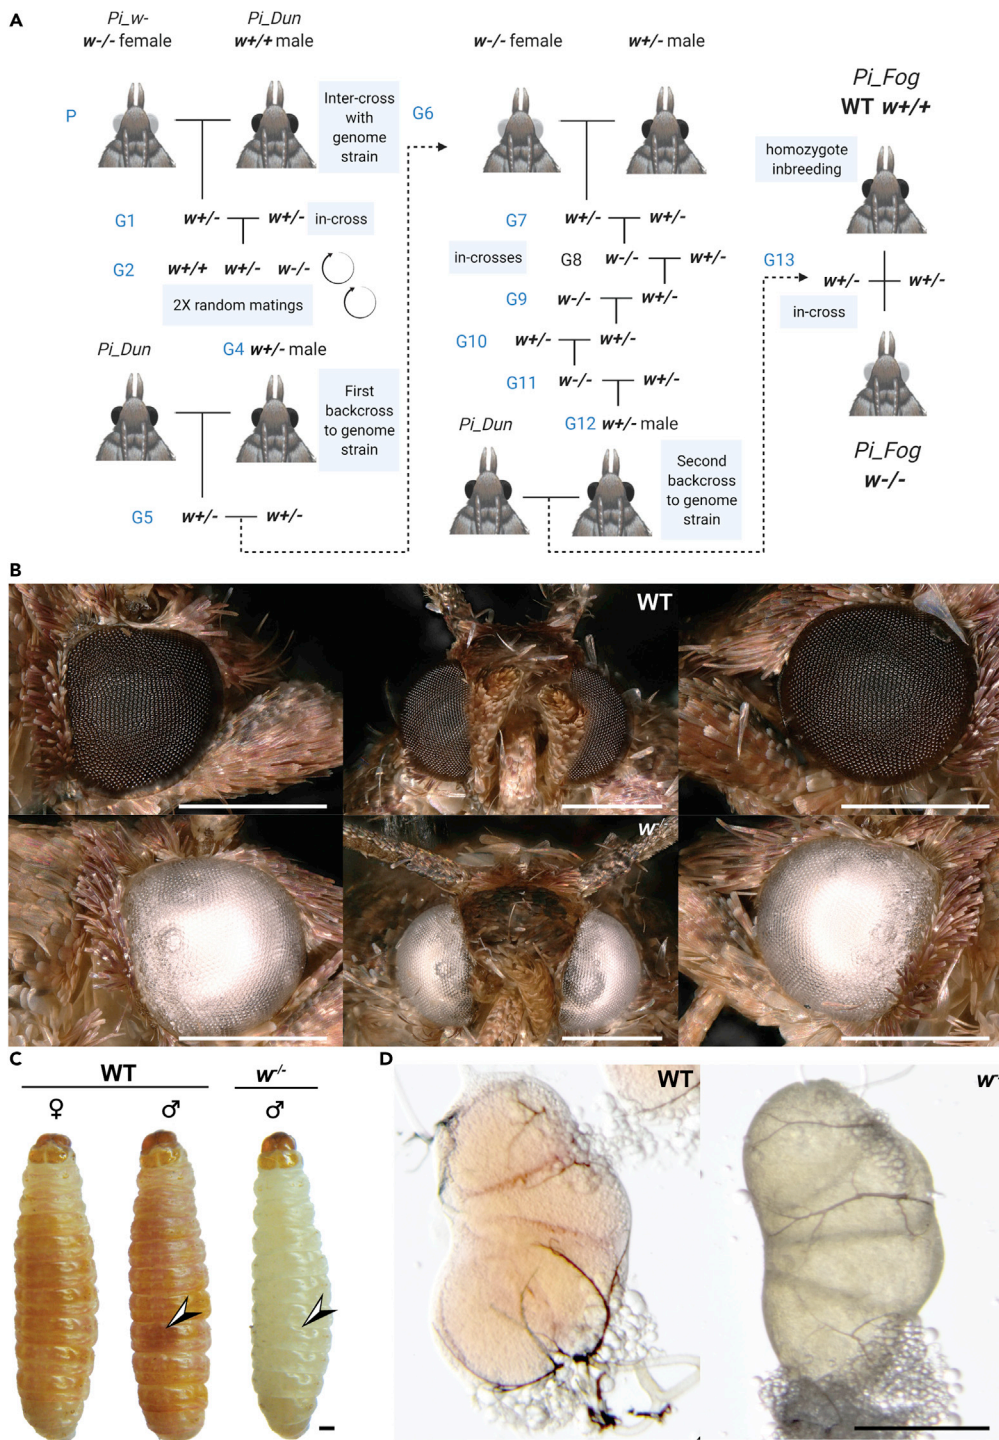 A
Pi_w-
w-/- female
Pi_Dun
w+/+ male
P
Inter-cross
with
genome
strain
G1
w+/-
w+/-
in-cross
G2
w+/+
w+/-
w-/-
2X random matings
Pi_Dun
G4 w+/- male
First
backcross
to genome
strain
G5
w+/-
w+/-
G6
w-/- female
w+/- male
G7
w+/-
w+/-
in-crosses
G8
w-/-
w+/-
G9
w-/-
w+/-
G10
w+/-
w+/-
G11
w-/-
w+/-
Pi_Dun
G12 w+/- male
Second
backcross
to genome
strain
Pi_Fog
WT w+/+
homozygote
inbreeding
G13
w+/-
w+/-
in-cross
Pi_Fog
w-/-
B
WT
w-/-
C
WT
w-/-
♀
♂
♂
D
WT